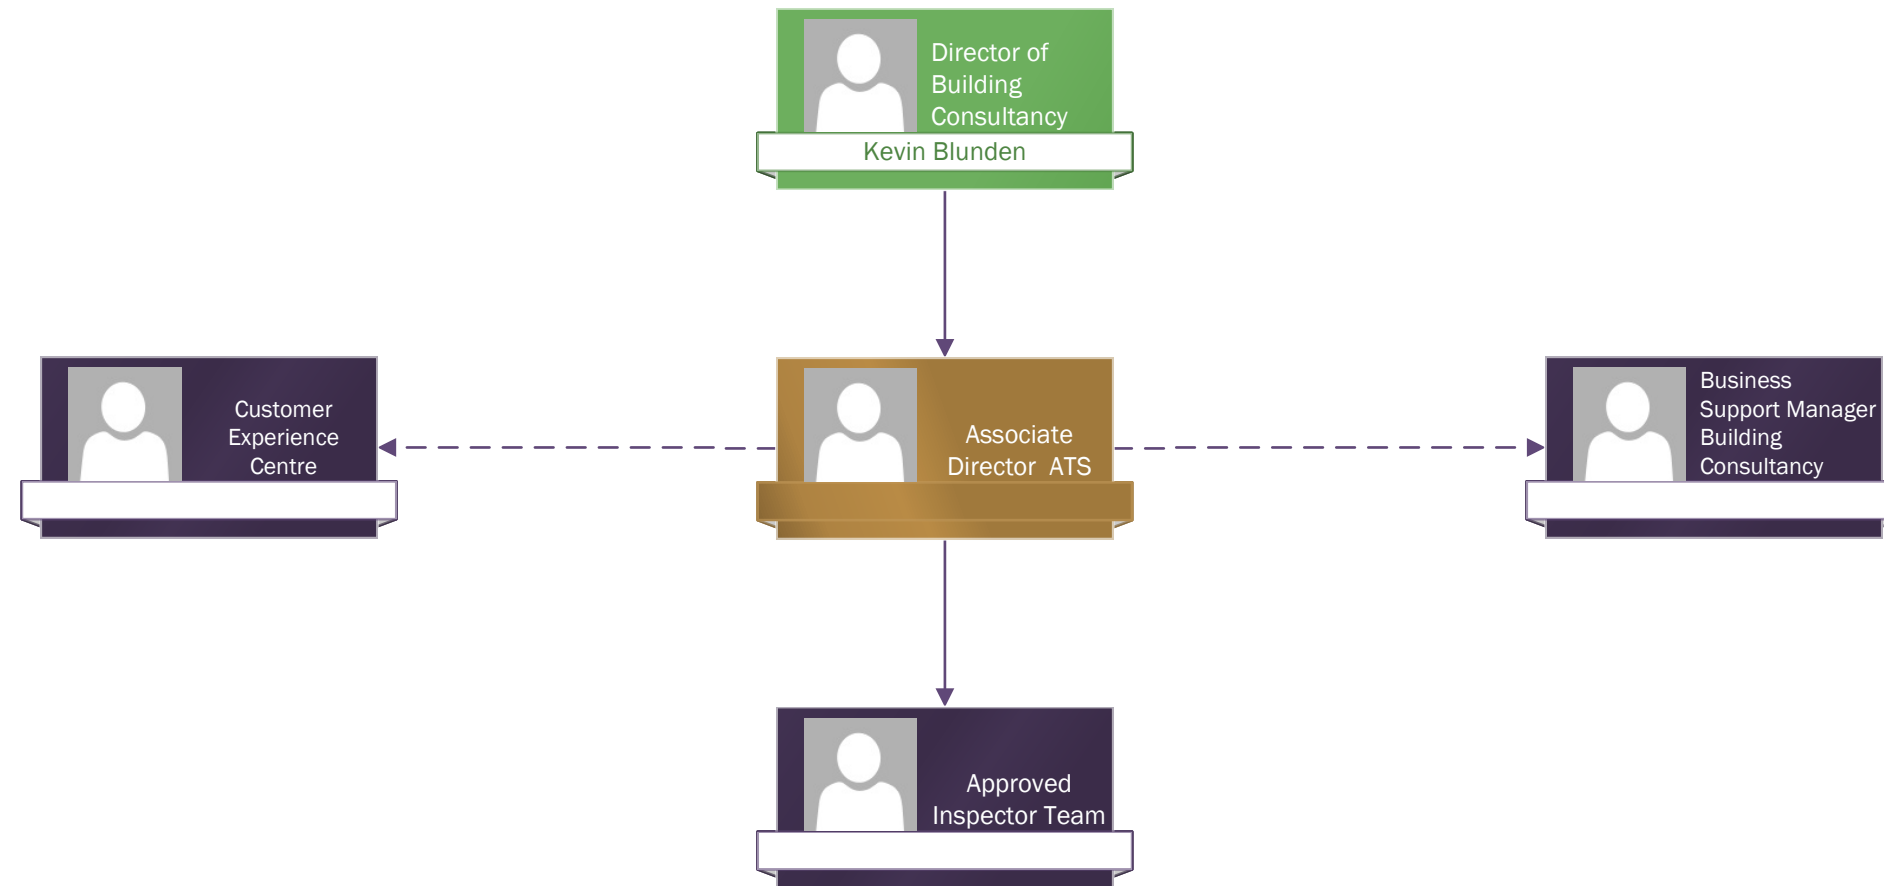 Director of
Building
Consultancy
Kevin Blunden
Customer
Experience
Centre
Associate
Director ATS
Business
Support Manager
Building
Consultancy
Approved
Inspector Team